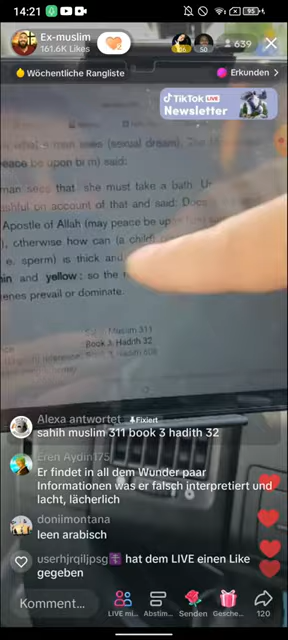 14:21
95
Ex-muslim
161.6K Likes
639
Wöchentliche Rangliste
Erkunden >
TikTok LIVE
Newsletter
man sees (sexual dream).
peace be upon him) said:
man sees that she must take a bath. U
account of that and said: Does
Apostle of Allah (may peace be upon
), otherwise how can (a child)
e. sperm) is thick and
and yellow: so the
prevail or dominate.
Muslim 311
Book 3, Hadith 32
Alexa antwortet Fixiert
sahih muslim 311 book 3 hadith 32
Eren Aydin175
Er findet in all dem Wunder paar
Informationen was er falsch interpretiert und
lacht, lächerlich
doniimontana
leen arabisch
userhjrqiljpsg hat dem LIVE einen Like
gegeben
Komment...
LIVE mi...
Abstim...
Senden
Gesche...
120